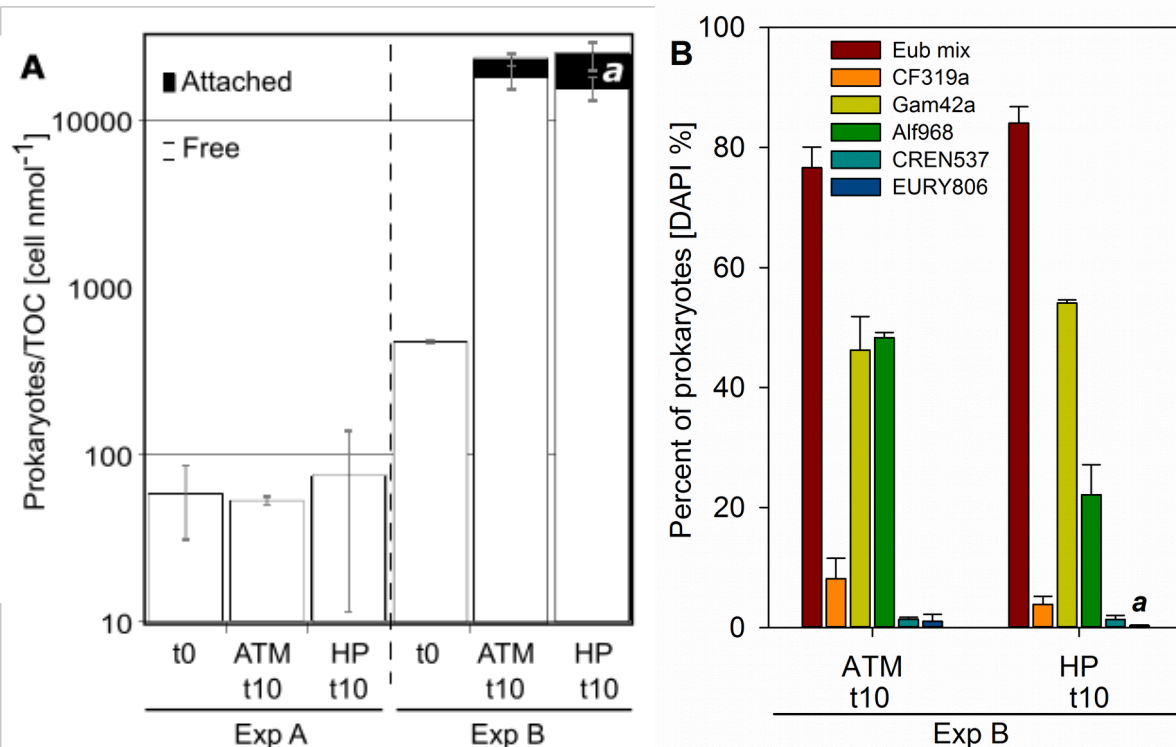 A
Attached
Free
a
Prokaryotes/TOC [cell nmol-1]
10000
1000
100
10
t0
ATM
t10
HP
t10
t0
ATM
t10
HP
t10
Exp A
Exp B
B
Eub mix
CF319a
Gam42a
Alf968
CREN537
EURY806
Percent of prokaryotes [DAPI %]
100
80
60
40
20
0
a
ATM
t10
HP
t10
Exp B